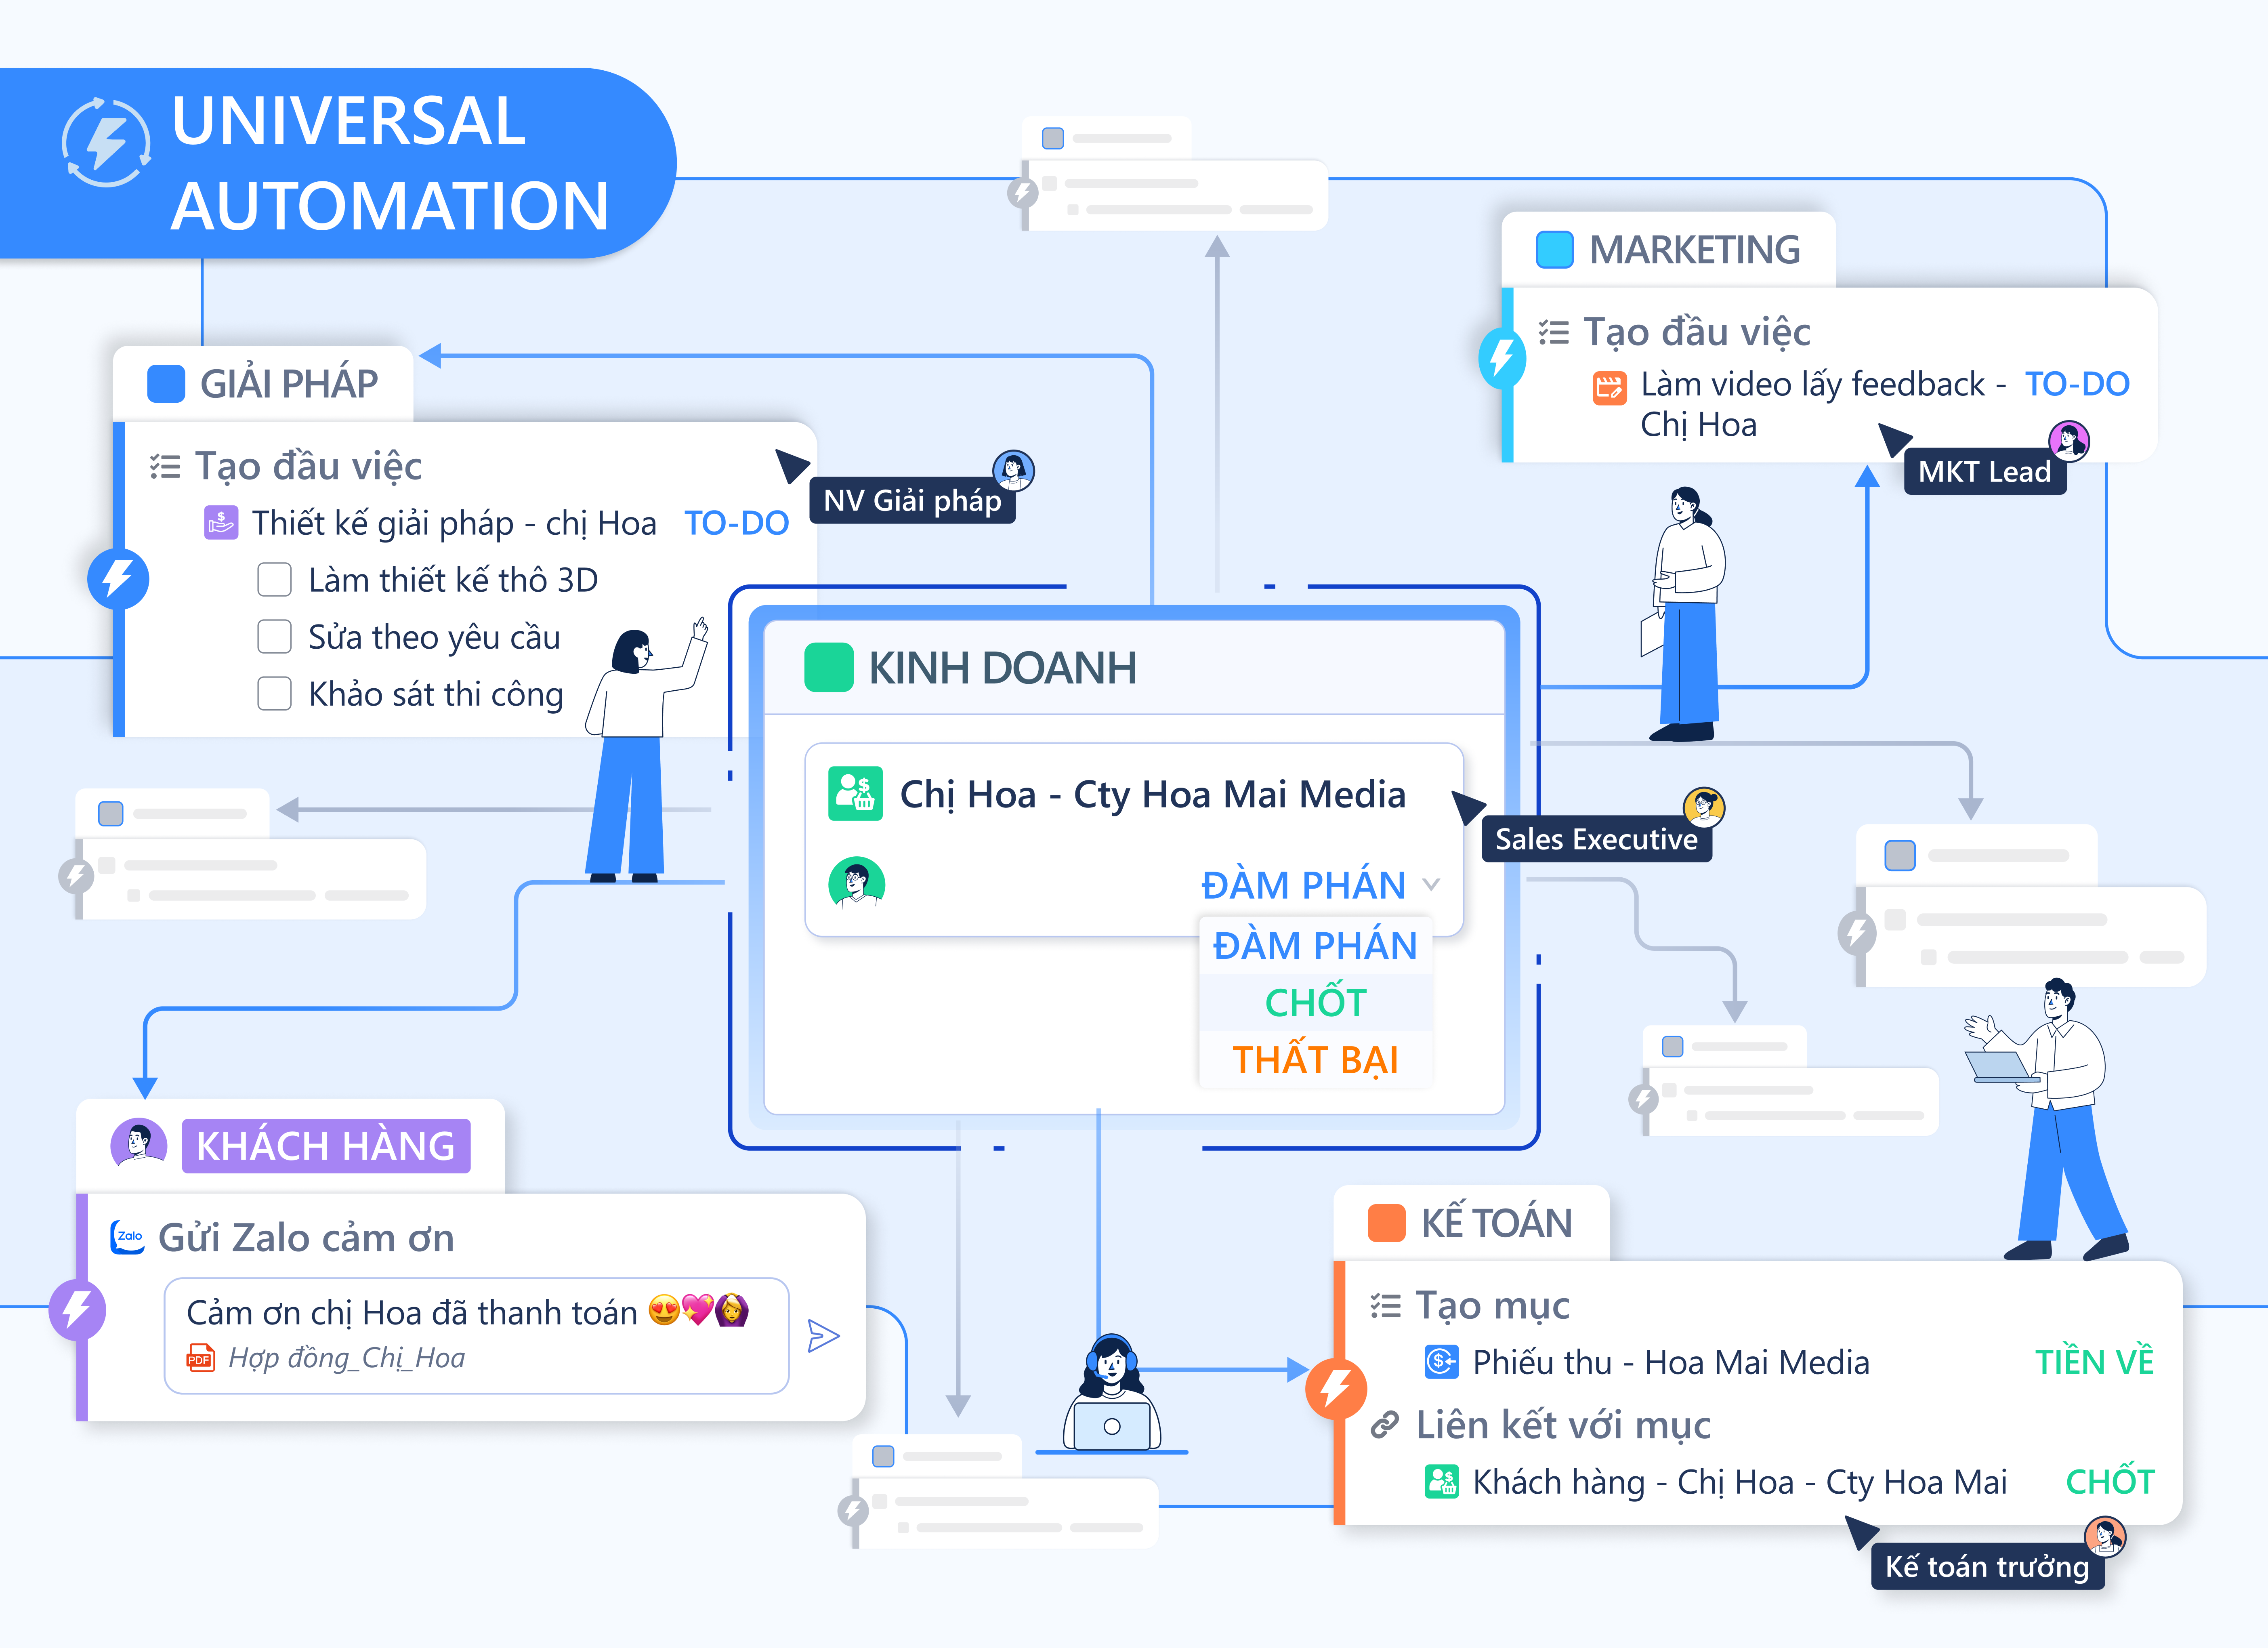 UNIVERSAL
AUTOMATION
MARKETING
Tạo đầu việc
Làm video lấy feedback - TO-DO
Chị Hoa
MKT Lead
GIẢI PHÁP
Tạo đầu việc
Thiết kế giải pháp - chị Hoa TO-DO
Làm thiết kế thô 3D
Sửa theo yêu cầu
Khảo sát thi công
NV Giải pháp
KINH DOANH
Chị Hoa - Cty Hoa Mai Media
Sales Executive
ĐÀM PHÁN
ĐÀM PHÁN
CHỐT
THẤT BẠI
KHÁCH HÀNG
Zalo Gửi Zalo cảm ơn
Cảm ơn chị Hoa đã thanh toán 😍💖🙆‍♀️
PDF Hợp đồng_Chị_Hoa
KẾ TOÁN
Tạo mục
Phiếu thu - Hoa Mai Media TIỀN VỀ
Liên kết với mục
Khách hàng - Chị Hoa - Cty Hoa Mai CHỐT
Kế toán trưởng